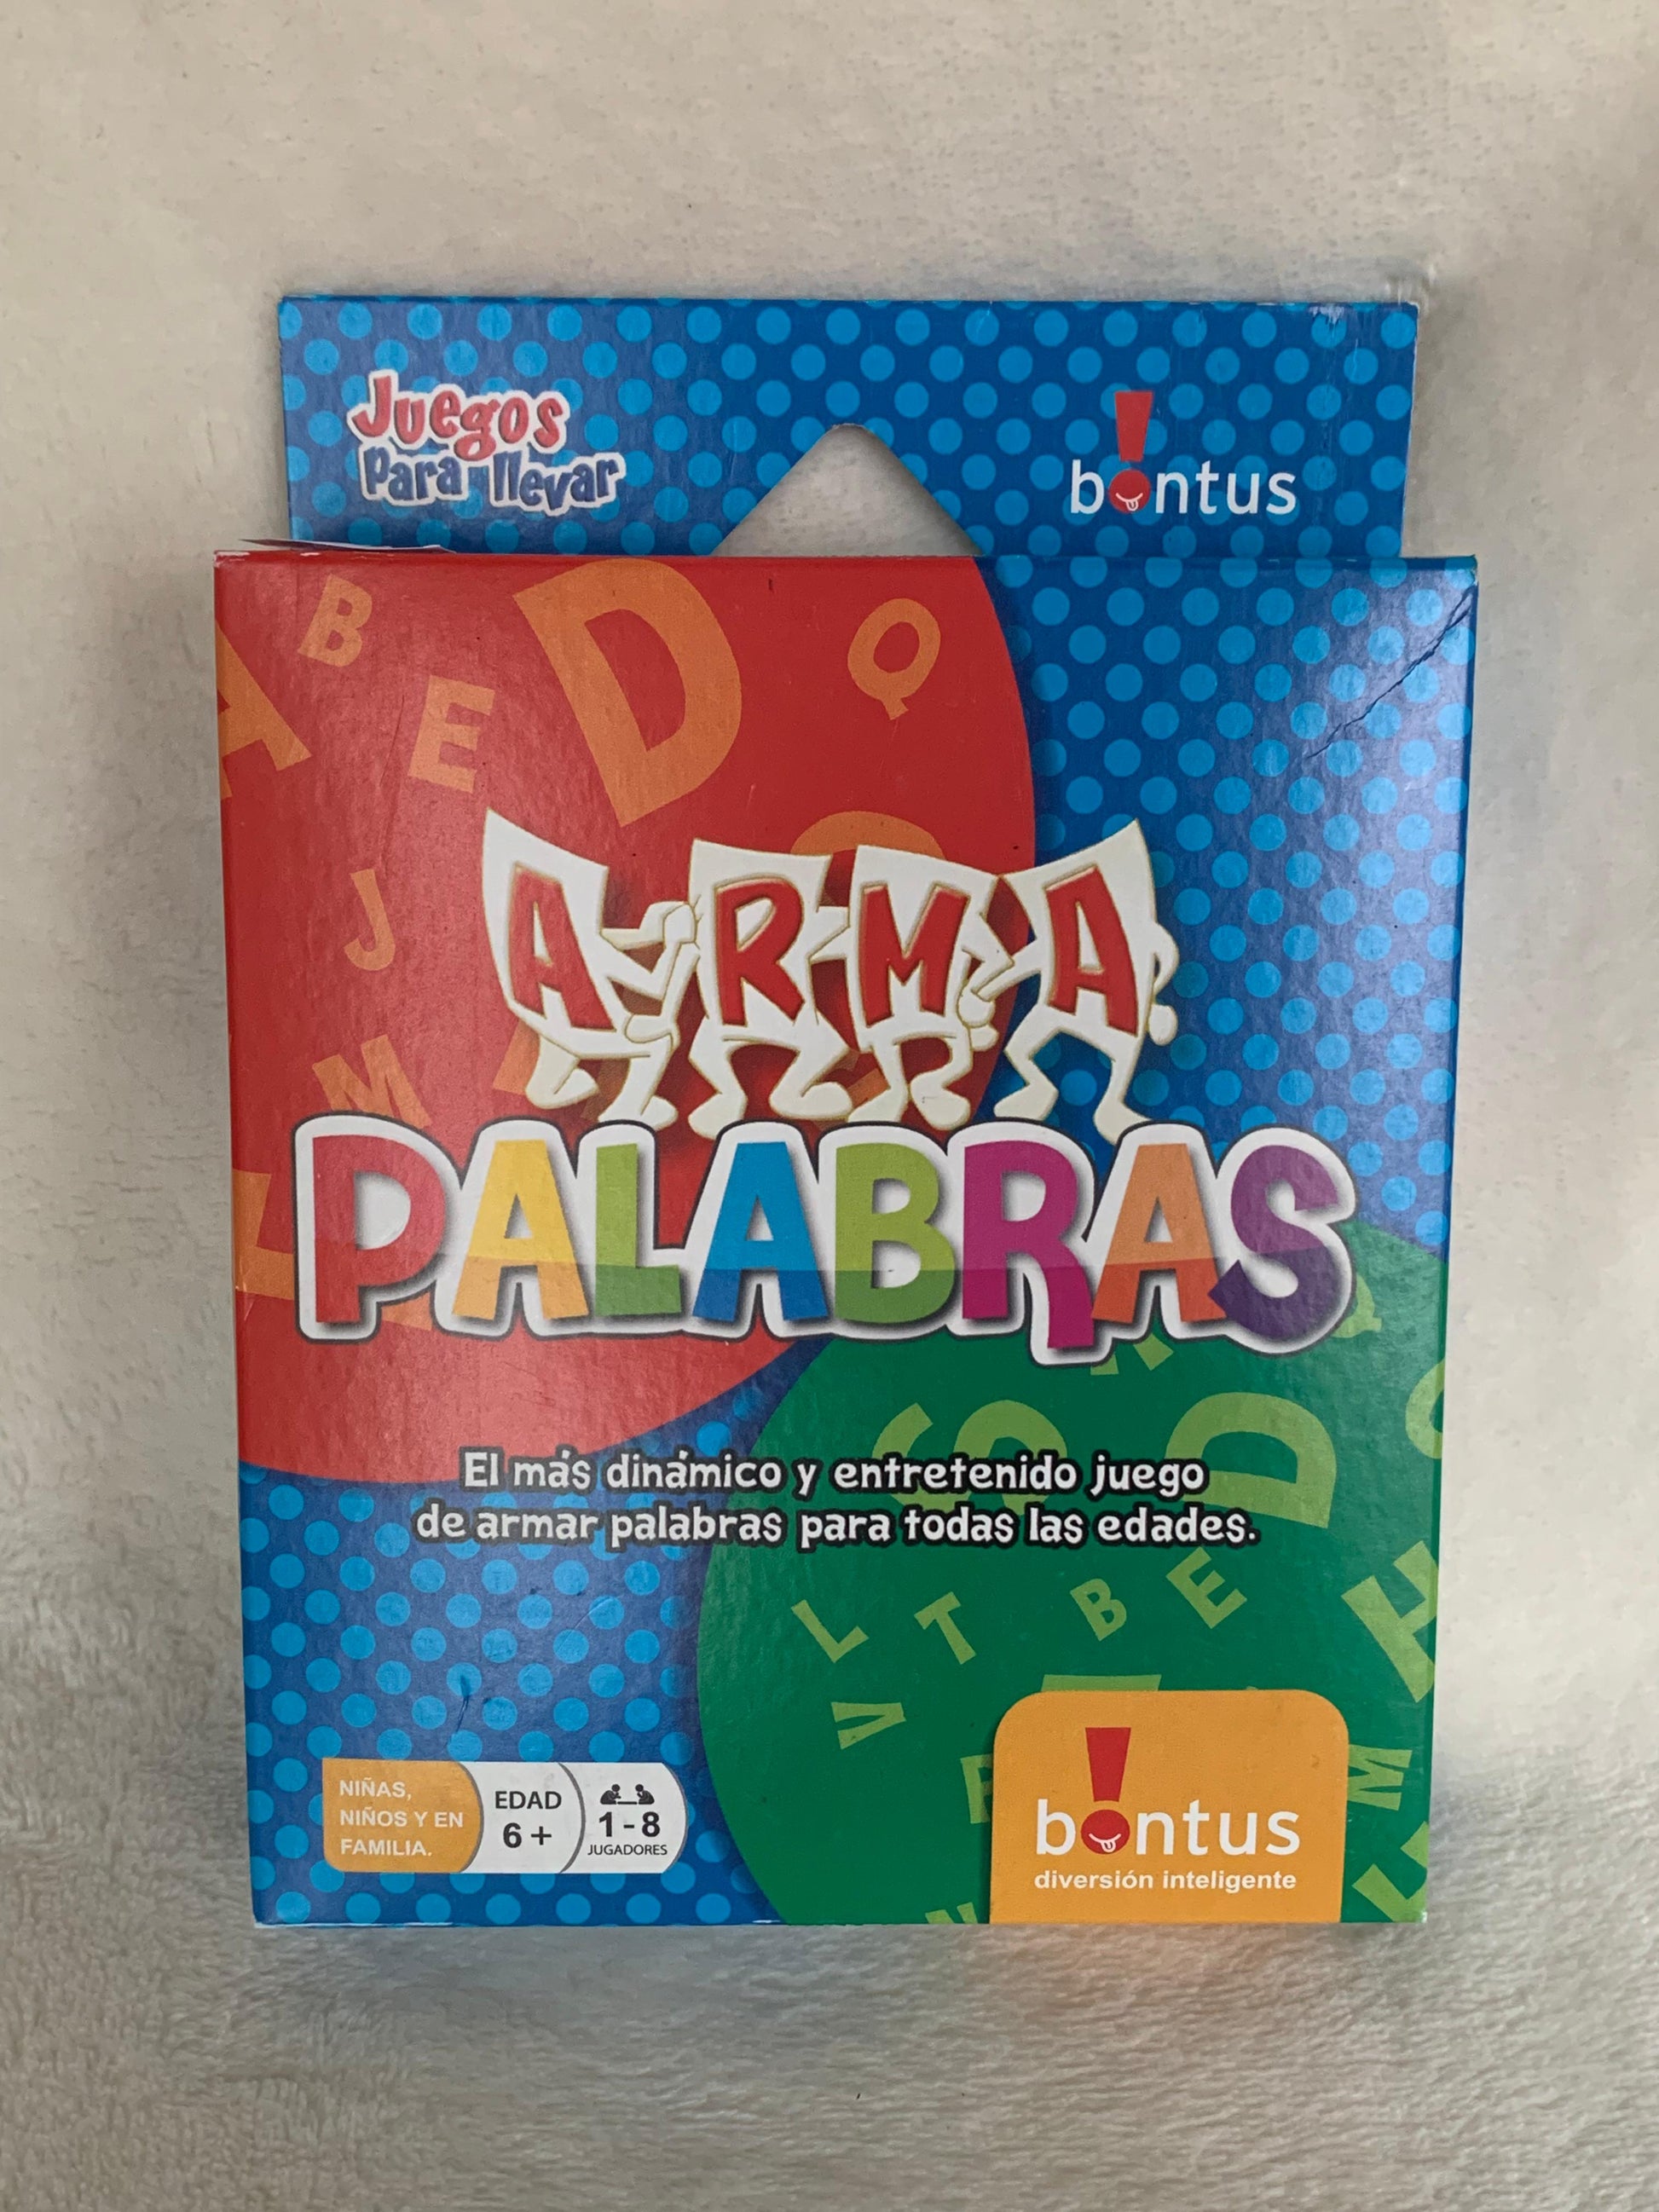 Juegos
Para llevar
bontus
A B E D Q
J
M
ARMA
PALABRAS
El más dinámico y entretenido juego
de armar palabras para todas las edades.
S D
L T B E H
V
M
NIÑAS,
NIÑOS Y EN
FAMILIA.
EDAD
6+
1-8
JUGADORES
bontus
diversión inteligente